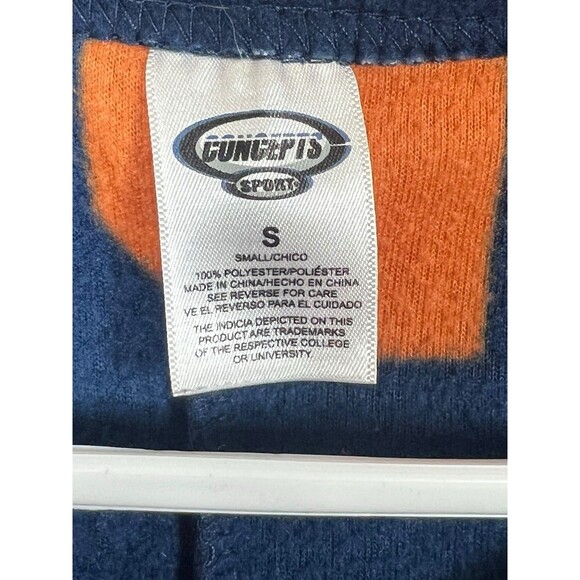 CONCEPTS
SPORT
S
SMALL/CHICO
100% POLYESTER/POLIÉSTER
MADE IN CHINA/HECHO EN CHINA
SEE REVERSE FOR CARE
VE EL REVERSO PARA EL CUIDADO
THE INDICIA DEPICTED ON THIS
PRODUCT ARE TRADEMARKS
OF THE RESPECTIVE COLLEGE
OR UNIVERSITY